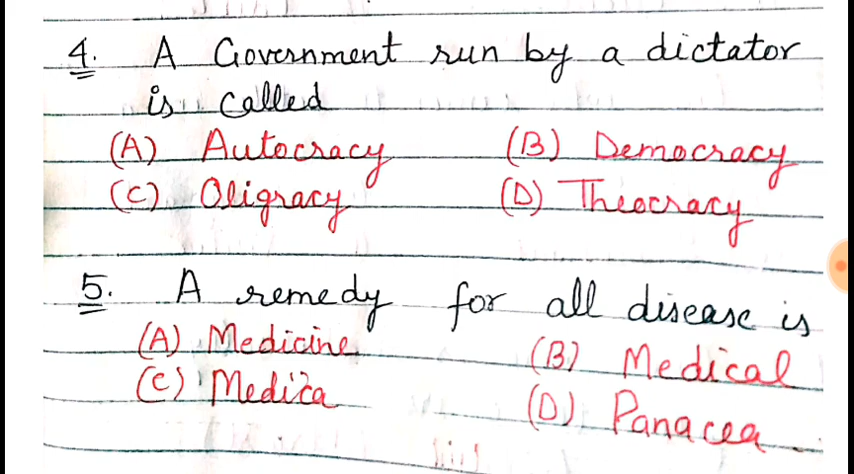 4. A Government run by a dictator
is called
(A) Autocracy (B) Democracy
(C) Oligracy (D) Theocracy
5. A remedy for all disease is
(A) Medicine (B) Medical
(C) Mediza (D) Panacea